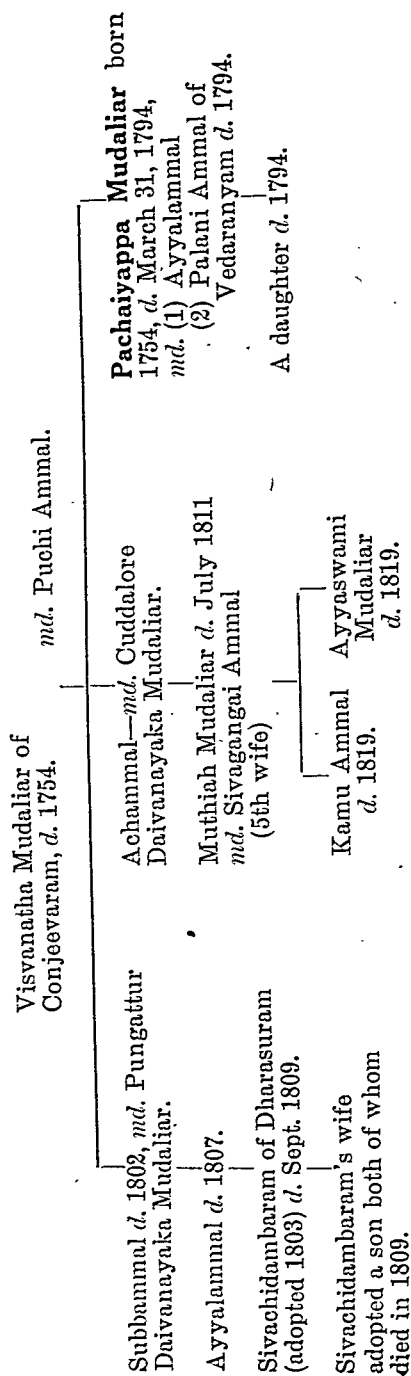 Visvanatha Mudaliar of
Conjeevaram, d. 1754.
md. Puchi Ammal.
Subbammal d. 1802, md. Pungattur
Daivanayaka Mudaliar.
Ayyalammal d. 1807.
Sivachidambaram of Dharasuram
(adopted 1803) d. Sept. 1809.
Sivachidambaram's wife
adopted a son both of whom
died in 1809.
Achammal—md. Cuddalore
Daivanayaka Mudaliar.
Muthiah Mudaliar d. July 1811
md. Sivagangai Ammal
(5th wife)
Kamu Ammal
d. 1819.
Ayyaswami
Mudaliar
d. 1819.
Pachaiyappa Mudaliar born
1754, d. March 31, 1794,
md. (1) Ayyalammal
(2) Palani Ammal of
Vedaranyam d. 1794.
A daughter d. 1794.